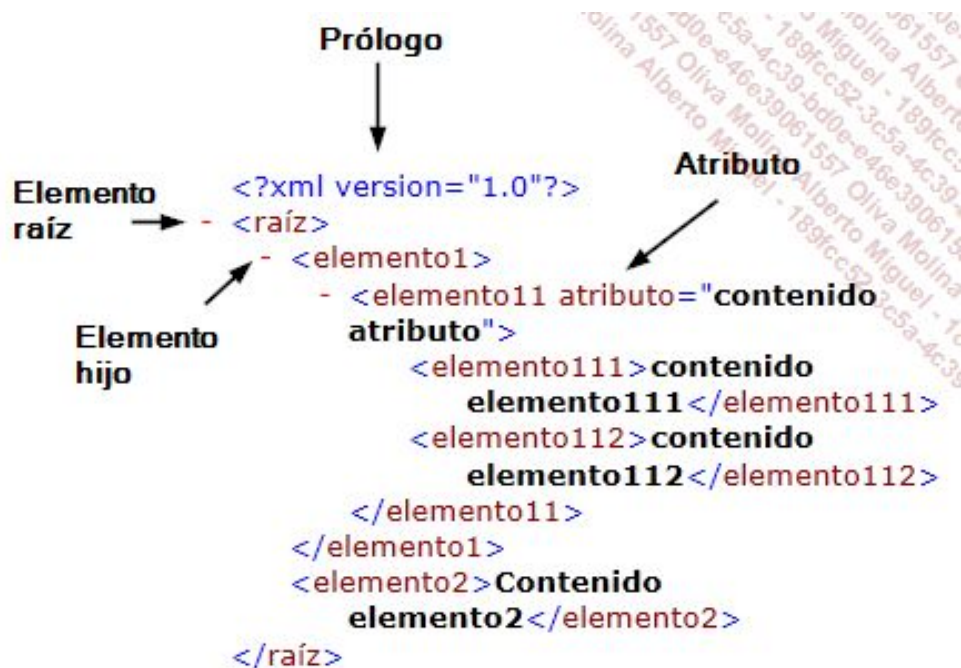 Prólogo
Atributo
Elemento
raíz
<?xml version="1.0"?>
- <raíz>
- <elemento1>
- <elemento11 atributo="contenido
atributo">
Elemento
hijo
<elemento111>contenido
elemento111</elemento111>
<elemento112>contenido
elemento112</elemento112>
</elemento11>
</elemento1>
<elemento2>Contenido
elemento2</elemento2>
</raíz>